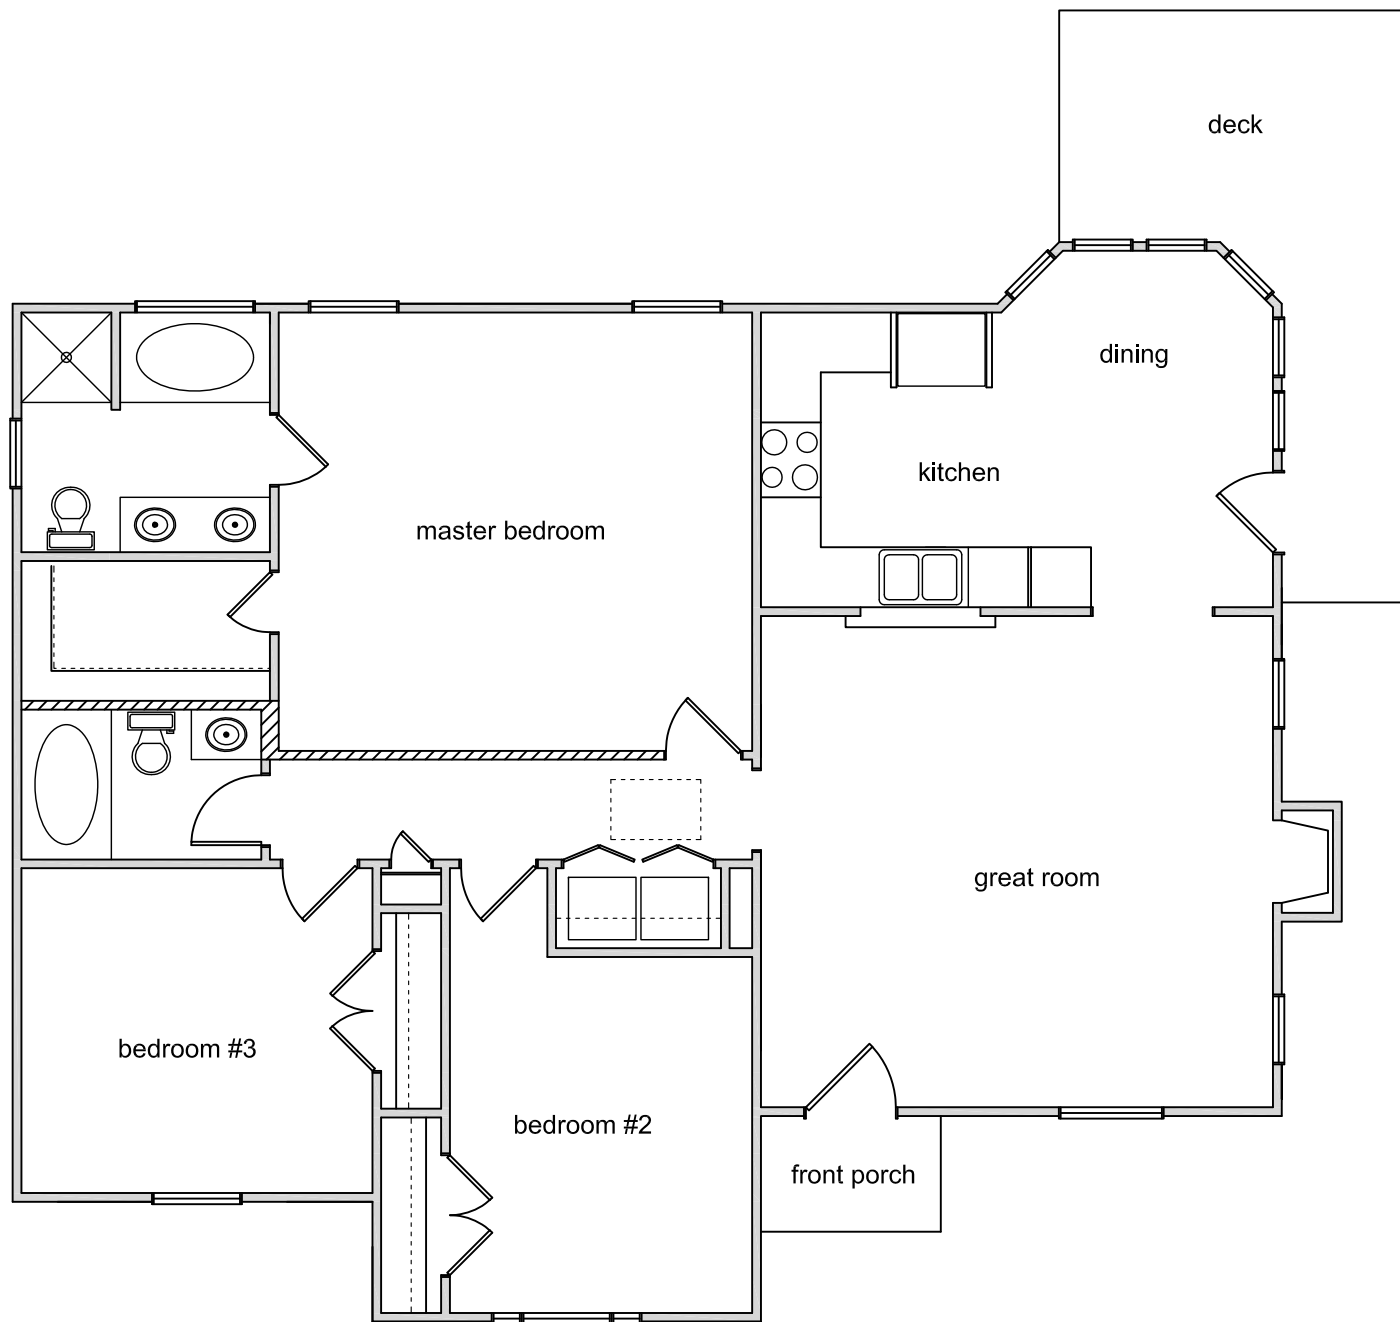 deck
dining
kitchen
master bedroom
great room
bedroom #3
bedroom #2
front porch